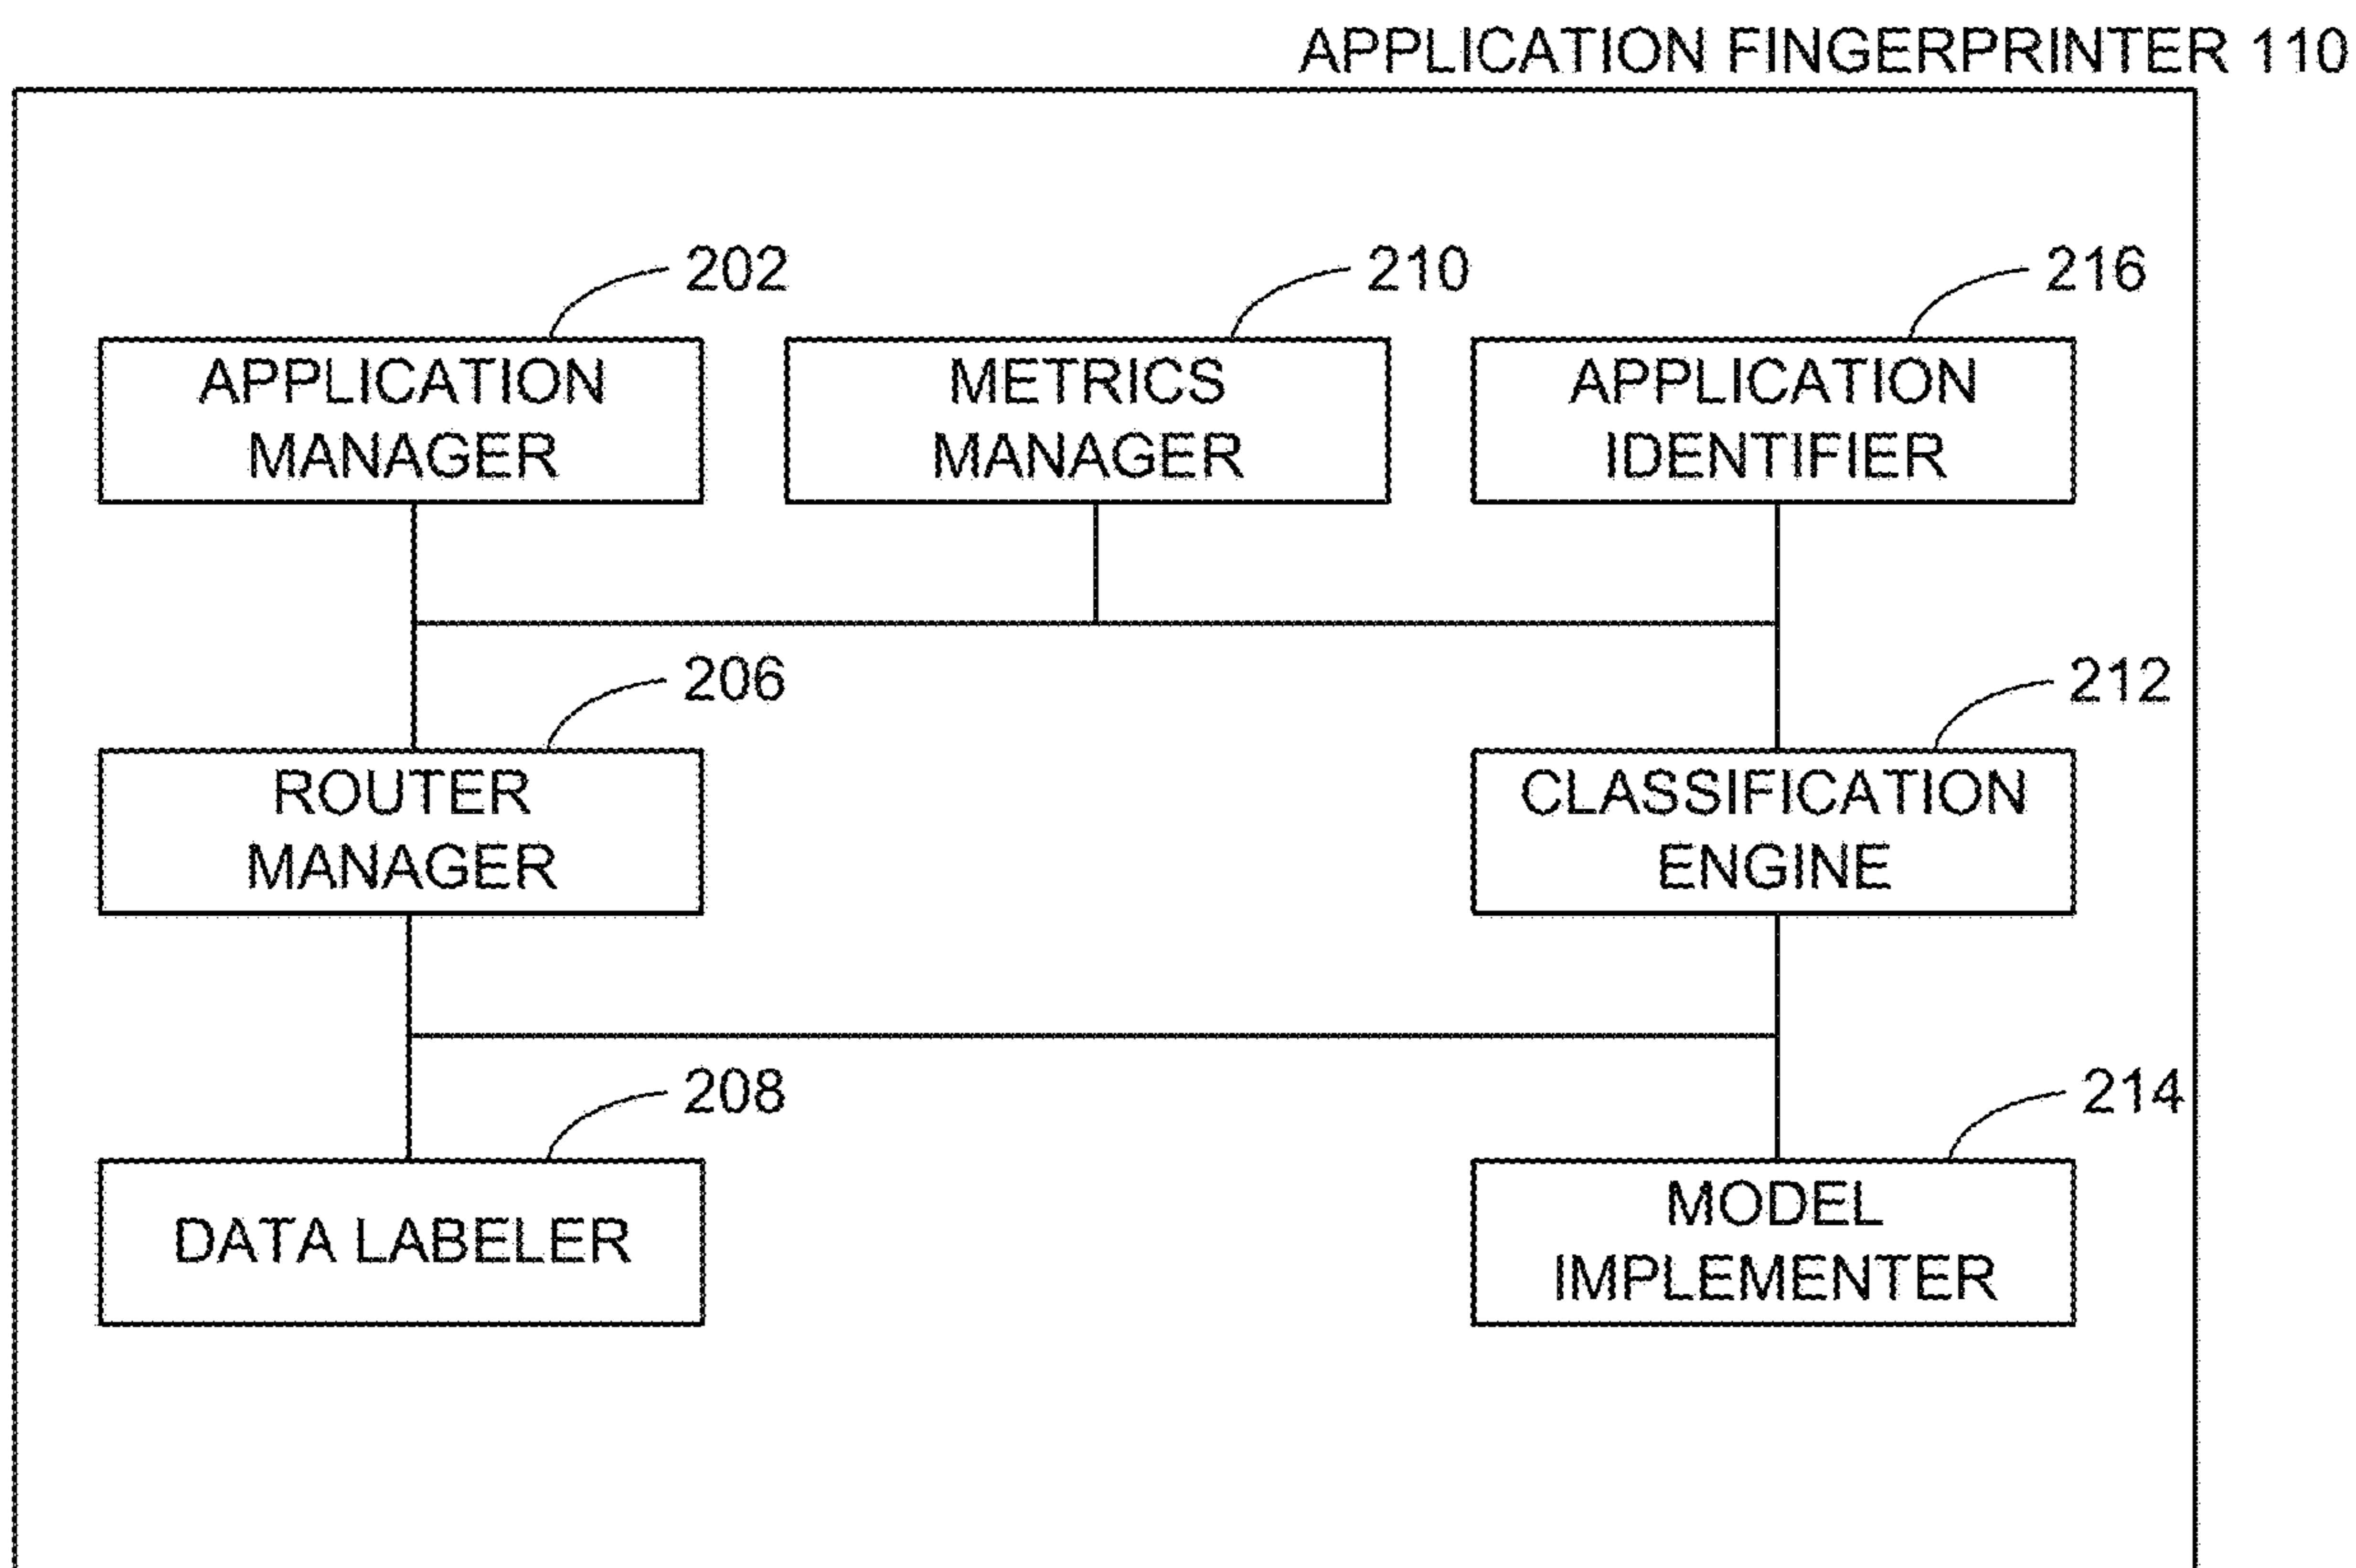 APPLICATION FINGERPRINTER 110
202
210
216
APPLICATION
MANAGER
METRICS
MANAGER
APPLICATION
IDENTIFIER
206
212
ROUTER
MANAGER
CLASSIFICATION
ENGINE
208
214
DATA LABELER
MODEL
IMPLEMENTER